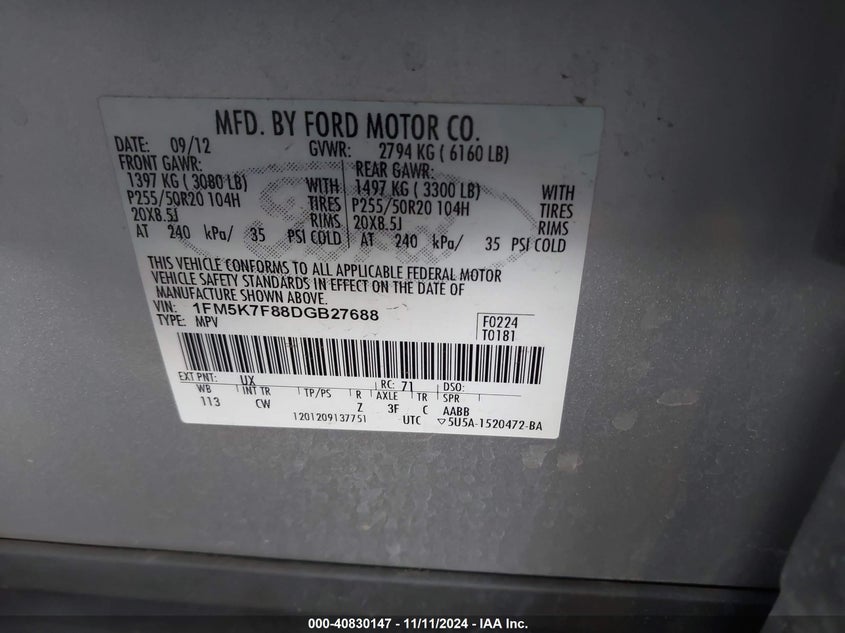 MFD. BY FORD MOTOR CO.
DATE: 09/12 GVWR: 2794 KG ( 6160 LB)
FRONT GAWR: REAR GAWR:
1397 KG ( 3080 LB) WITH 1497 KG ( 3300 LB) WITH
P255/50R20 104H TIRES P255/50R20 104H TIRES
20X8.5J RIMS 20X8.5J RIMS
AT 240 kPa/ 35 PSI COLD AT 240 kPa/ 35 PSI COLD
THIS VEHICLE CONFORMS TO ALL APPLICABLE FEDERAL MOTOR
VEHICLE SAFETY STANDARDS IN EFFECT ON THE DATE OF
MANUFACTURE SHOWN ABOVE.
VIN: 1FM5K7F88DGB27688 F0224
TYPE: MPV T0181
EXT PNT: UX RC: 71 DSO:
WB INT TR TP/PS R AXLE TR SPR
113 CW Z 3F C AABB
1201209137751 UTC ▽5U5A-1520472-BA
000-40830147 - 11/11/2024 - IAA Inc.